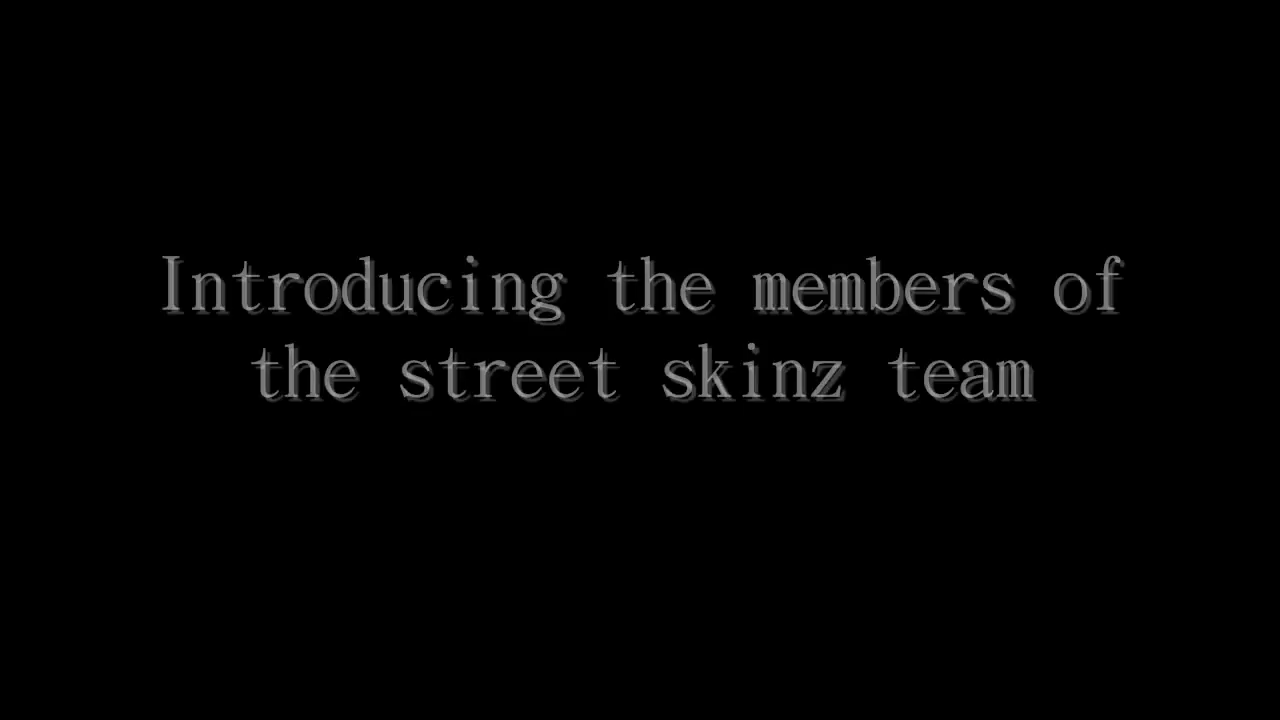 Introducing the members of
the street skinz team